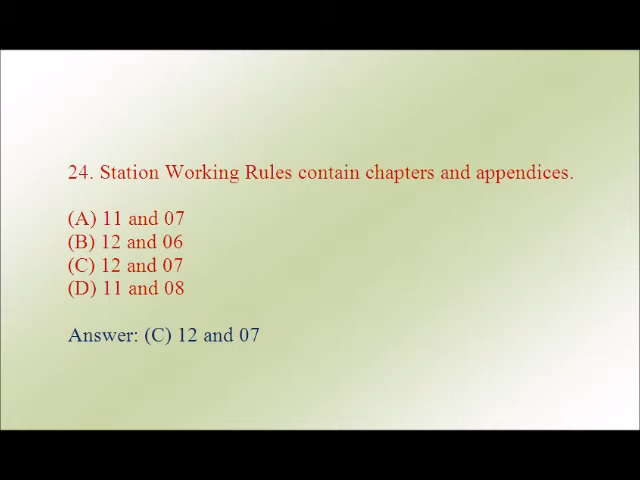 24. Station Working Rules contain chapters and appendices.
(A) 11 and 07
(B) 12 and 06
(C) 12 and 07
(D) 11 and 08
Answer: (C) 12 and 07